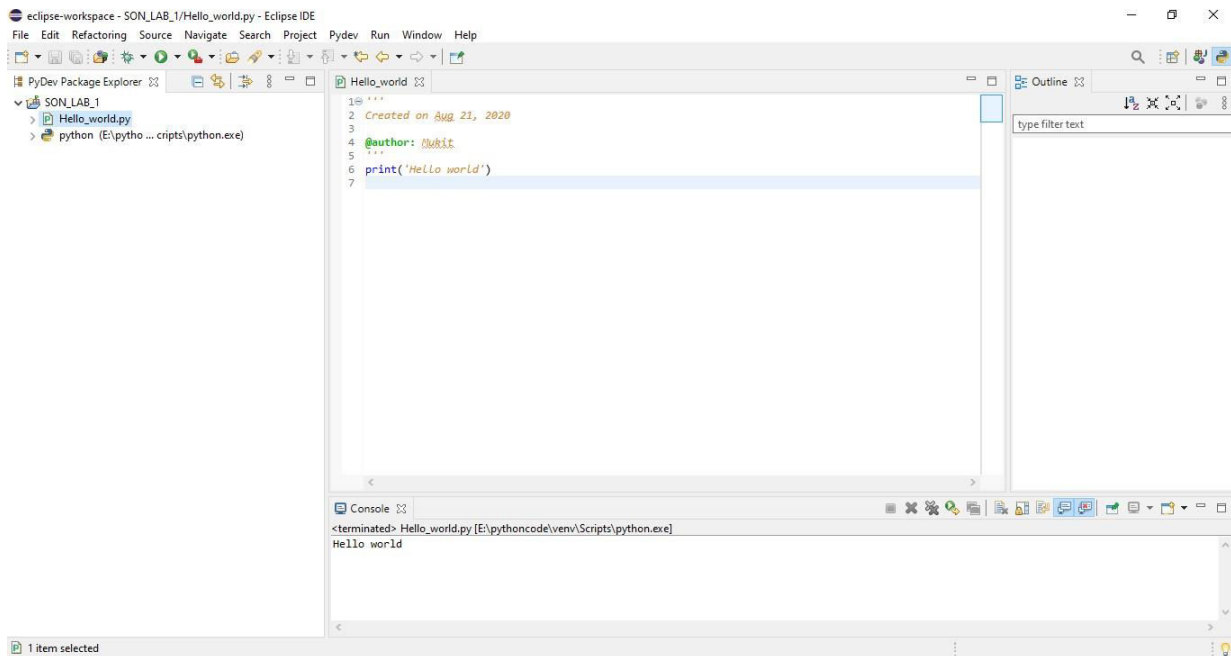 eclipse-workspace - SON_LAB_1/Hello_world.py - Eclipse IDE
File Edit Refactoring Source Navigate Search Project Pydev Run Window Help
PyDev Package Explorer
SON_LAB_1
Hello_world.py
python (E:\pytho ... cripts\python.exe)
Hello_world
1 '''
2 Created on Aug 21, 2020
3
4 @author: Mukit
5 '''
6 print('Hello world')
7
Outline
type filter text
Console
<terminated> Hello_world.py [E:\pythoncode\venv\Scripts\python.exe]
Hello world
1 item selected